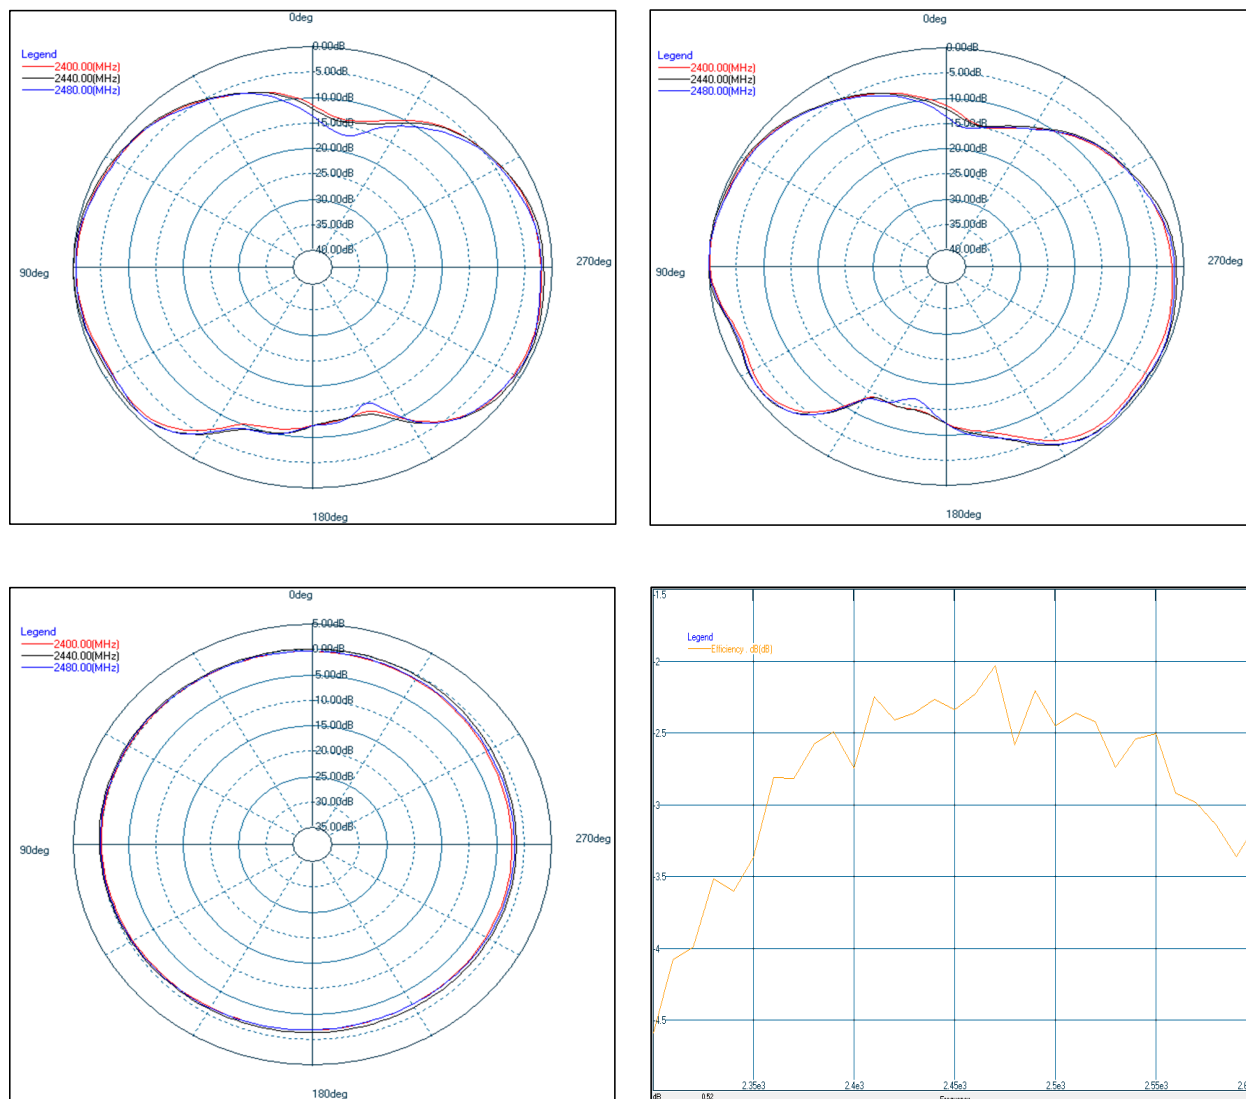 0deg
Legend
2400.00(MHz)
2440.00(MHz)
2480.00(MHz)
0.00dB
5.00dB
10.00dB
15.00dB
20.00dB
25.00dB
30.00dB
35.00dB
40.00dB
90deg
270deg
180deg
0deg
Legend
2400.00(MHz)
2440.00(MHz)
2480.00(MHz)
0.00dB
5.00dB
10.00dB
15.00dB
20.00dB
25.00dB
30.00dB
35.00dB
40.00dB
90deg
270deg
180deg
0deg
Legend
2400.00(MHz)
2440.00(MHz)
2480.00(MHz)
5.00dB
0.00dB
5.00dB
10.00dB
15.00dB
20.00dB
25.00dB
30.00dB
35.00dB
90deg
270deg
180deg
-1.5
Legend
Efficiency . dB(dB)
-2
-2.5
-3
-3.5
-4
-4.5
2.35e3 2.4e3 2.45e3 2.5e3 2.55e3
dB 0.52